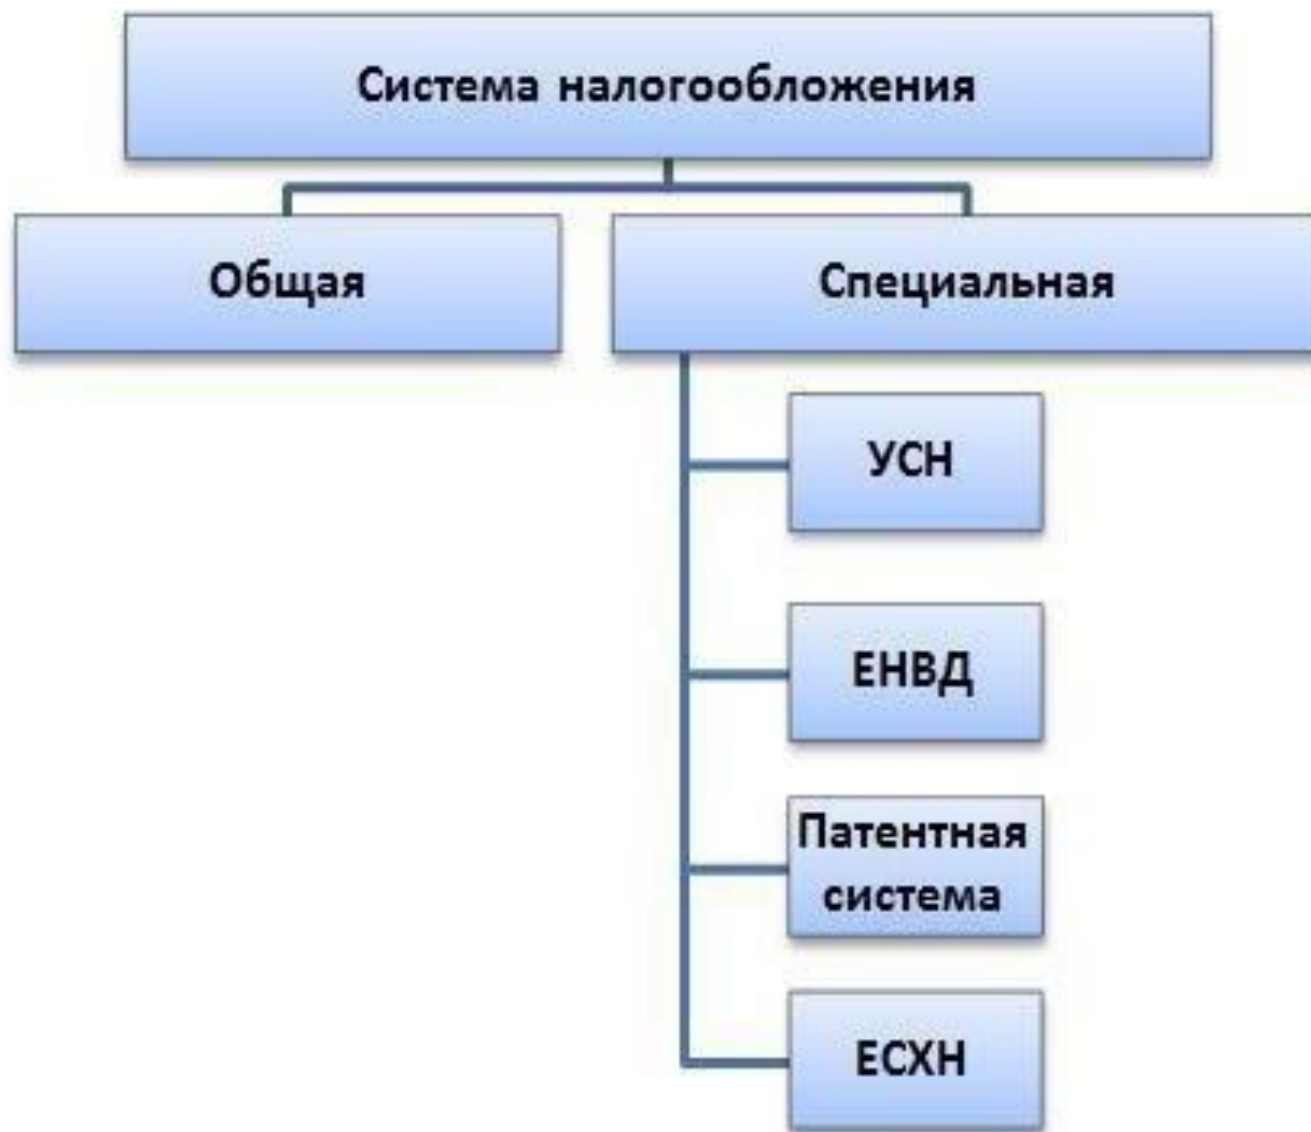 Система налогообложения
Общая
Специальная
УСН
ЕНВД
Патентная
система
ЕСХН